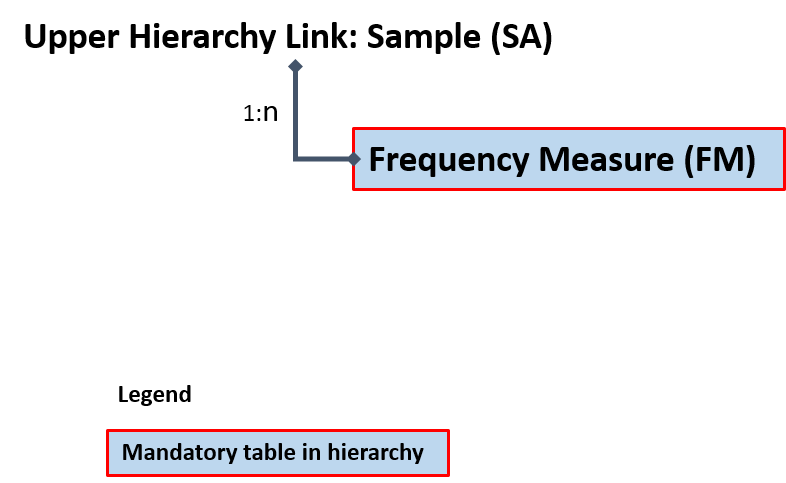 Upper Hierarchy Link: Sample (SA)
1:n
Frequency Measure (FM)
Legend
Mandatory table in hierarchy